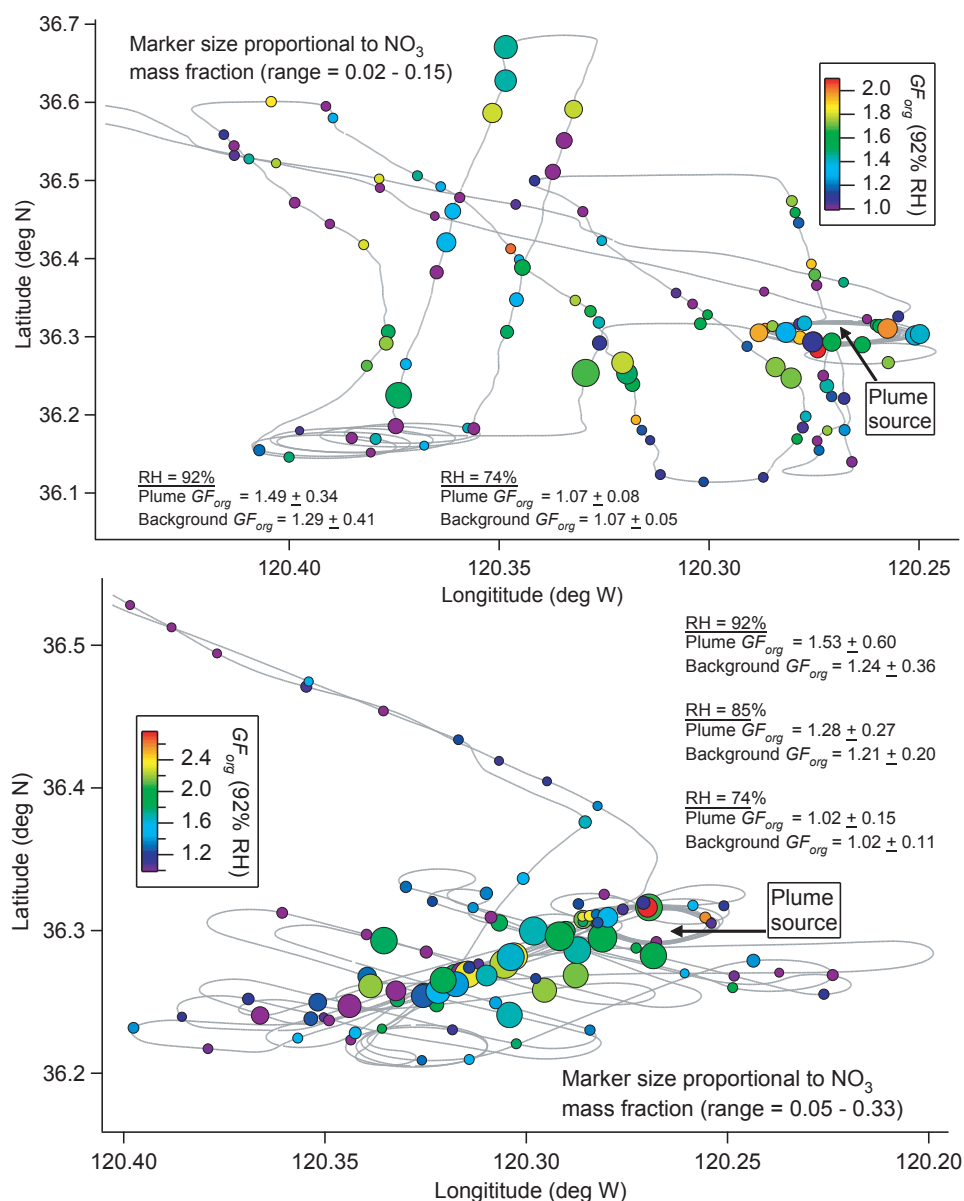 36.7
36.6
36.5
36.4
36.3
36.2
36.1
Latitude (deg N)
Marker size proportional to NO3
mass fraction (range = 0.02 - 0.15)
2.0
1.8
1.6
1.4
1.2
1.0
GForg (92% RH)
Plume
source
RH = 92%
Plume GForg = 1.49 ± 0.34
Background GForg = 1.29 ± 0.41
RH = 74%
Plume GForg = 1.07 ± 0.08
Background GForg = 1.07 ± 0.05
120.40
120.35
120.30
120.25
Longititude (deg W)
36.5
36.4
36.3
36.2
Latitude (deg N)
2.4
2.0
1.6
1.2
GForg (92% RH)
RH = 92%
Plume GForg = 1.53 ± 0.60
Background GForg = 1.24 ± 0.36
RH = 85%
Plume GForg = 1.28 ± 0.27
Background GForg = 1.21 ± 0.20
RH = 74%
Plume GForg = 1.02 ± 0.15
Background GForg = 1.02 ± 0.11
Plume
source
Marker size proportional to NO3
mass fraction (range = 0.05 - 0.33)
120.40
120.35
120.30
120.25
120.20
Longtitude (deg W)